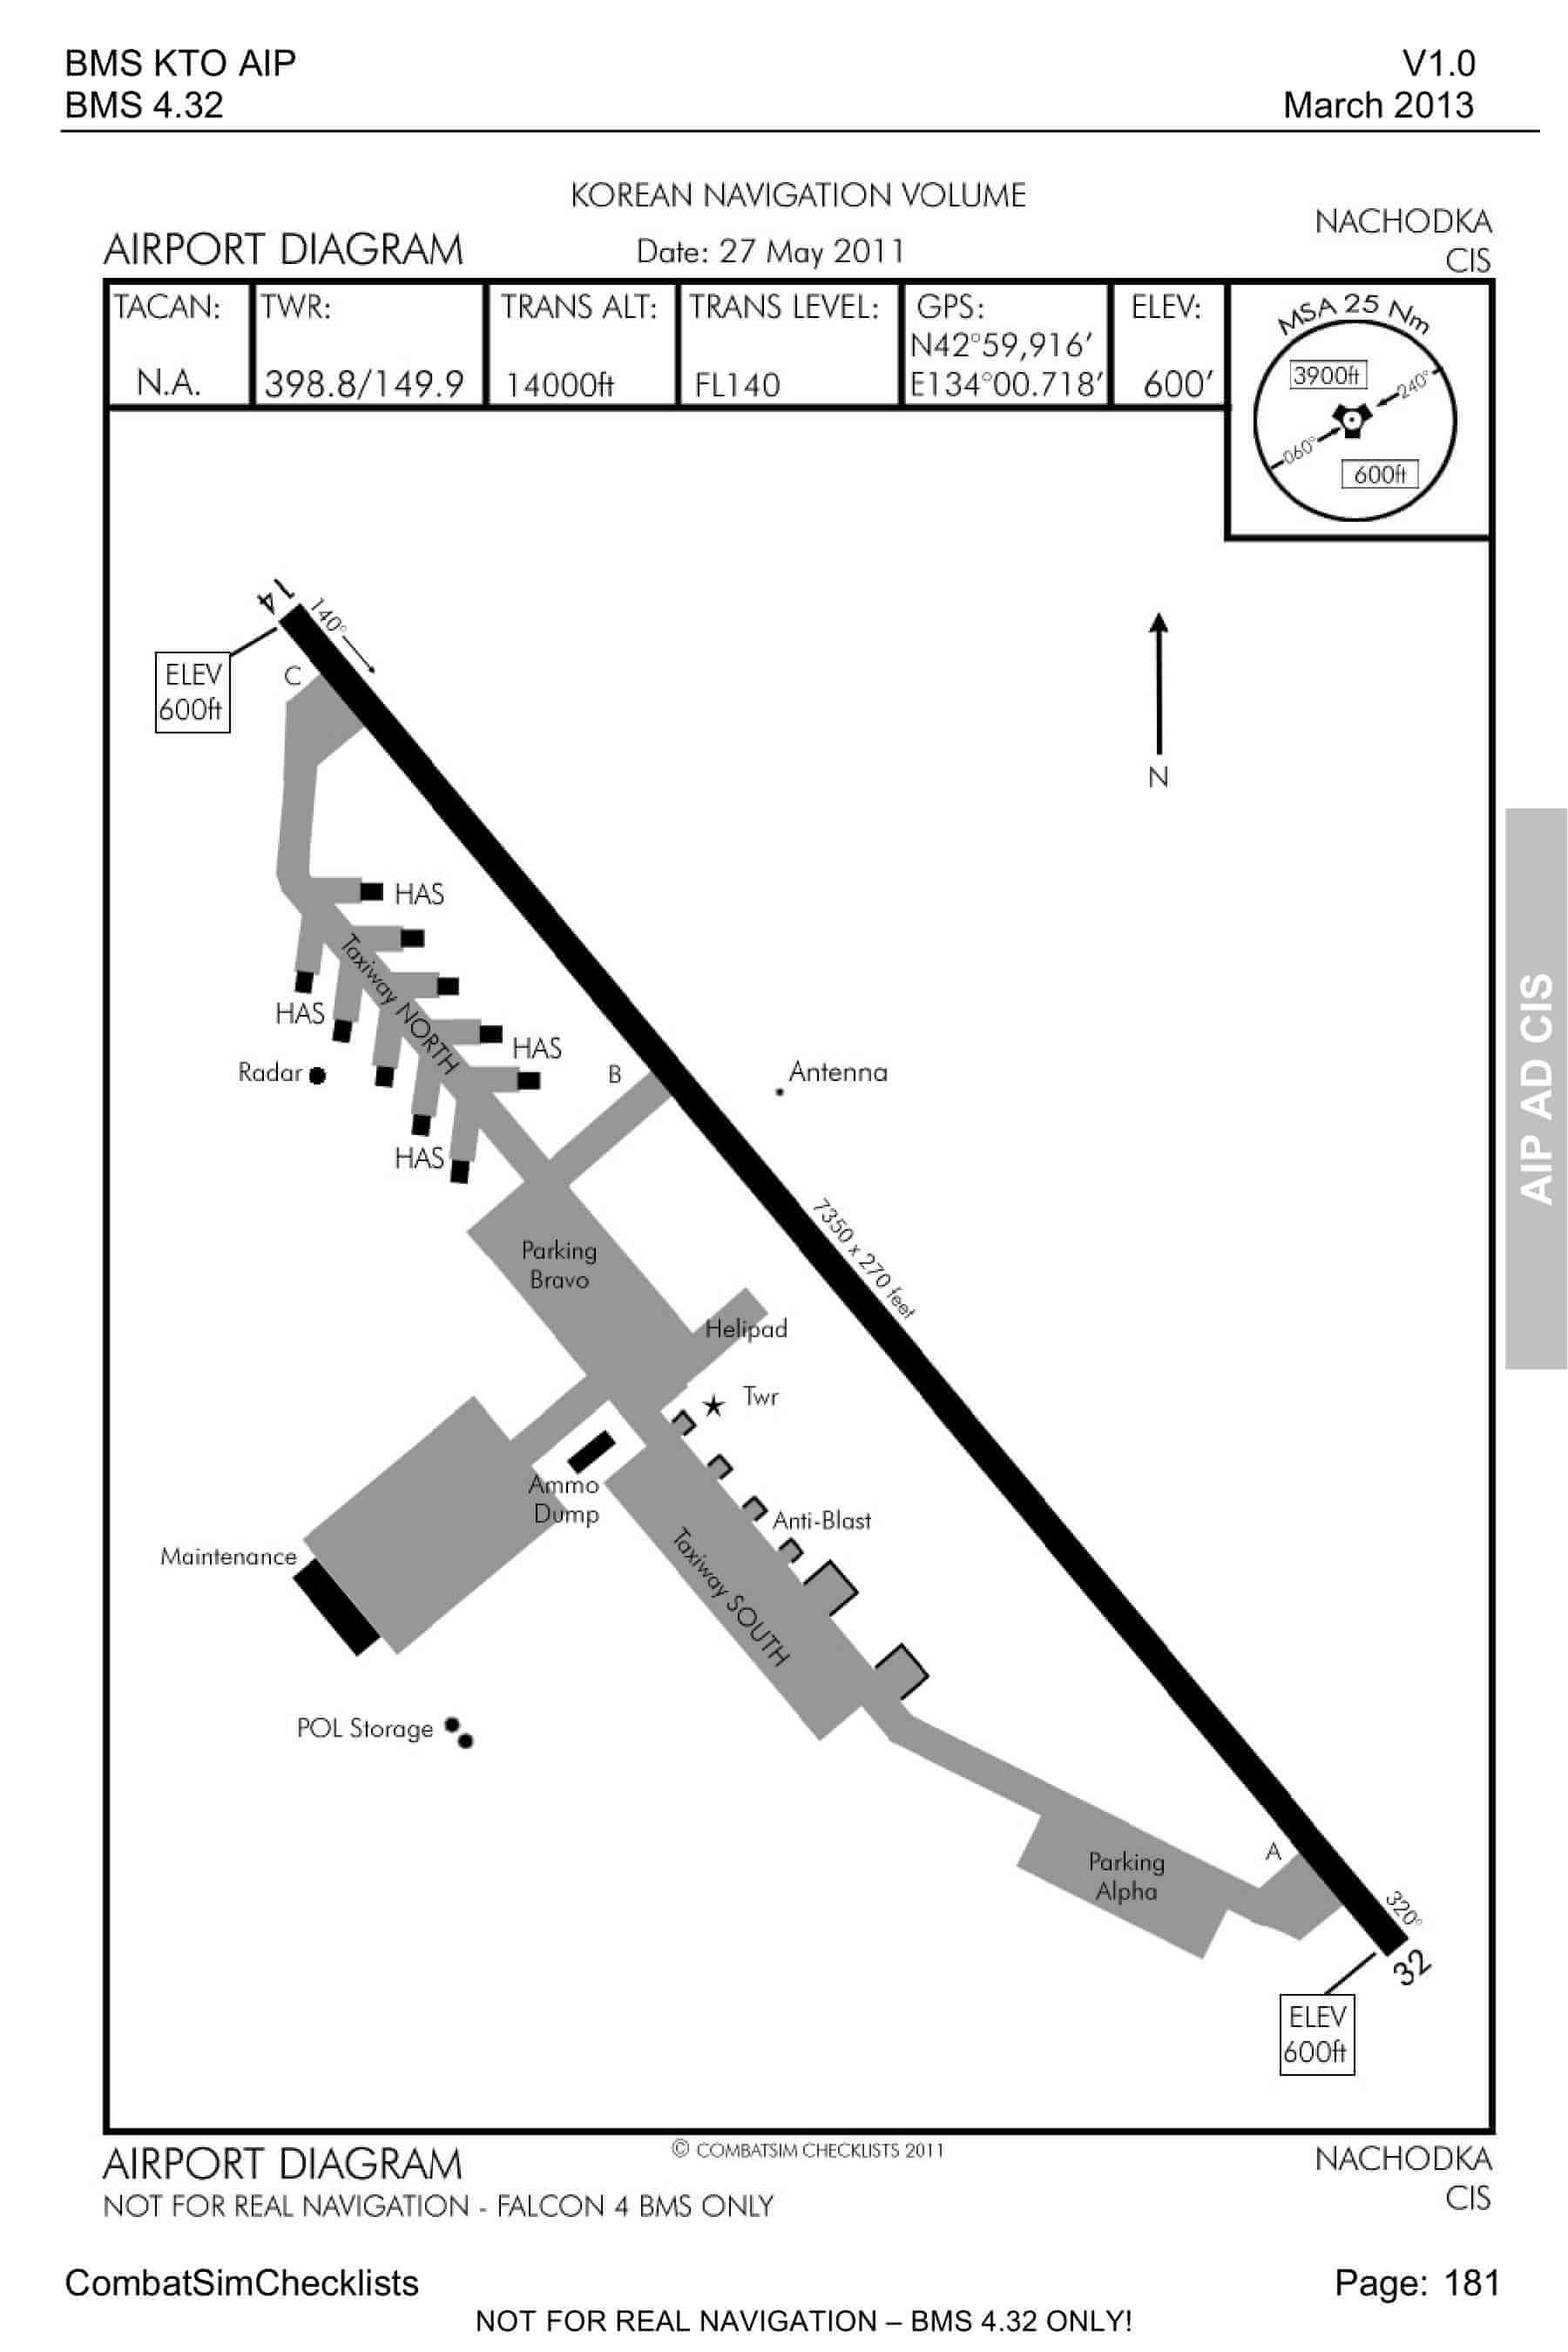 BMS KTO AIP
V1.0
BMS 4.32
March 2013
KOREAN NAVIGATION VOLUME
NACHODKA
AIRPORT DIAGRAM
Date: 27 May 2011
CIS
TACAN:
N.A.
TWR:
398.8/149.9
TRANS ALT:
14000ft
TRANS LEVEL:
FL140
GPS:
N42°59,916′
E134°00.718′
ELEV:
600′
MSA 25 Nm
3900ft
240°
060°
600ft
14
140°
ELEV
600ft
C
N
HAS
Taxiway NORTH
HAS
HAS
Radar
B
Antenna
HAS
AIP AD CIS
7350 x 270 feet
Parking
Bravo
Helipad
Twr
Ammo
Dump
Anti-Blast
Maintenance
Taxiway SOUTH
POL Storage
A
Parking
Alpha
320°
32
ELEV
600ft
© COMBATSIM CHECKLISTS 2011
AIRPORT DIAGRAM
NACHODKA
NOT FOR REAL NAVIGATION - FALCON 4 BMS ONLY
CIS
CombatSimChecklists
Page: 181
NOT FOR REAL NAVIGATION – BMS 4.32 ONLY!